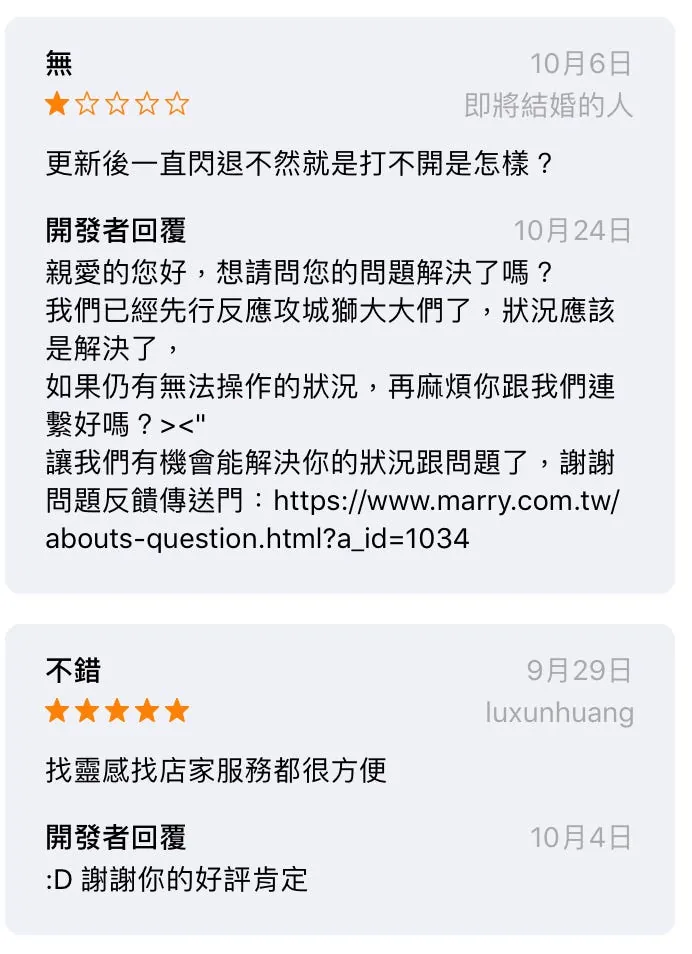 無 10月6日
即將結婚的人
更新後一直閃退不然就是打不開是怎樣？
開發者回覆 10月24日
親愛的您好，想請問您的問題解決了嗎？
我們已經先行反應攻城獅大大們了，狀況應該
是解決了，
如果仍有無法操作的狀況，再麻煩你跟我們連
繫好嗎？><"
讓我們有機會能解決你的狀況跟問題了，謝謝
問題反饋傳送門：https://www.marry.com.tw/
abouts-question.html?a_id=1034
不錯 9月29日
luxunhuang
找靈感找店家服務都很方便
開發者回覆 10月4日
:D 謝謝你的好評肯定